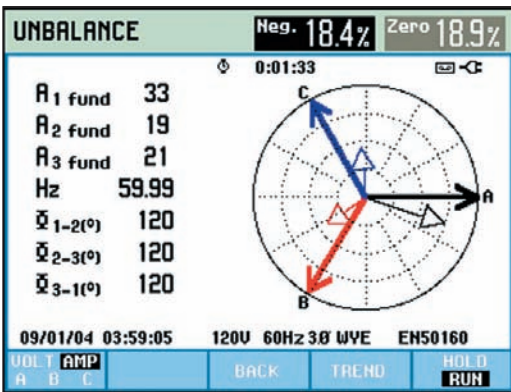 UNBALANCE Neg. 18.4% Zero 18.9%
0:01:33
A1 fund 33
A2 fund 19
A3 fund 21
Hz 59.99
Φ1-2(°) 120
Φ2-3(°) 120
Φ3-1(°) 120
C
A
B
09/01/04 03:59:05 120V 60Hz 3Ø WYE EN50160
VOLT AMP
A B C
BACK
TREND
HOLD
RUN